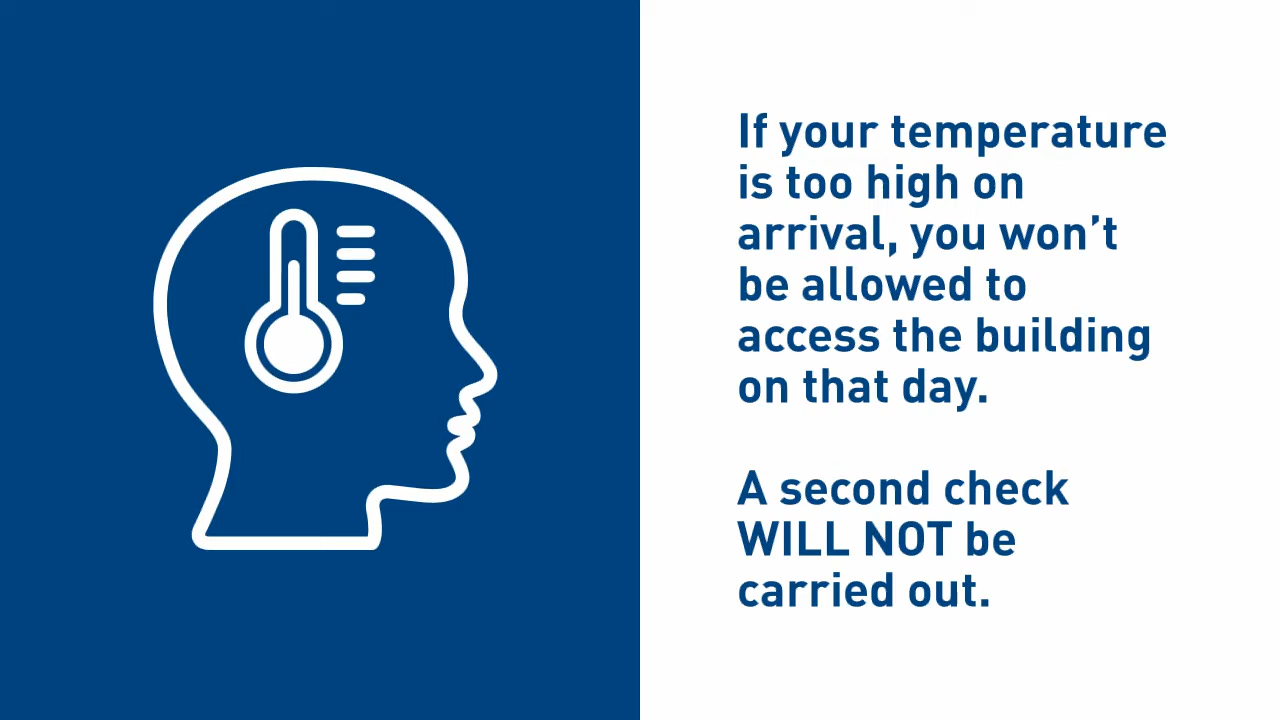 If your temperature
is too high on
arrival, you won’t
be allowed to
access the building
on that day.
A second check
WILL NOT be
carried out.